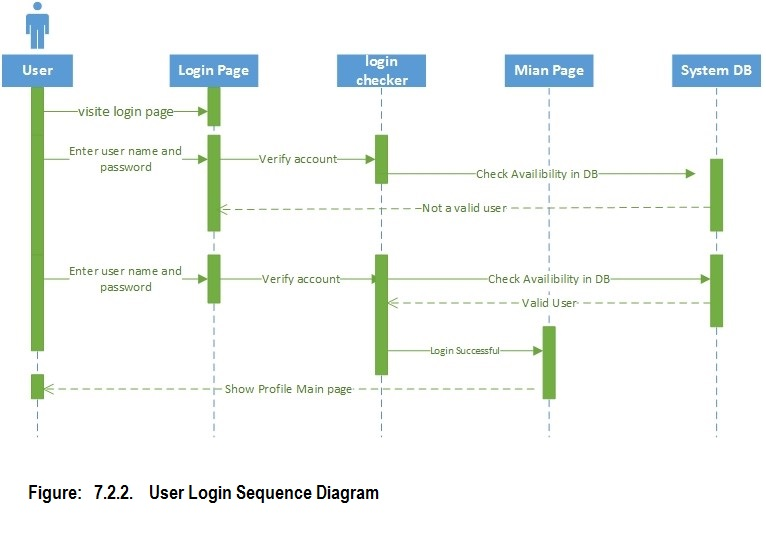 User
Login Page
login
checker
Mian Page
System DB
visite login page
Enter user name and
password
Verify account
Check Availibility in DB
Not a valid user
Enter user name and
password
Verify account
Check Availibility in DB
Valid User
Login Successful
Show Profile Main page
Figure: 7.2.2. User Login Sequence Diagram